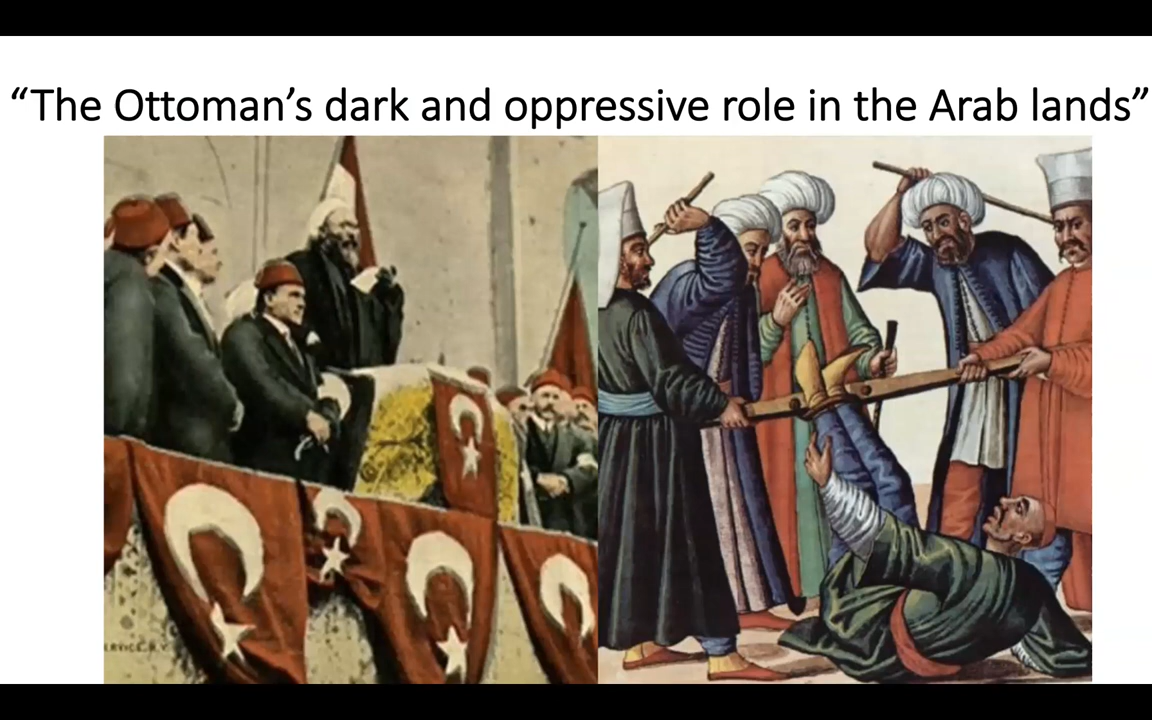 “The Ottoman’s dark and oppressive role in the Arab lands”